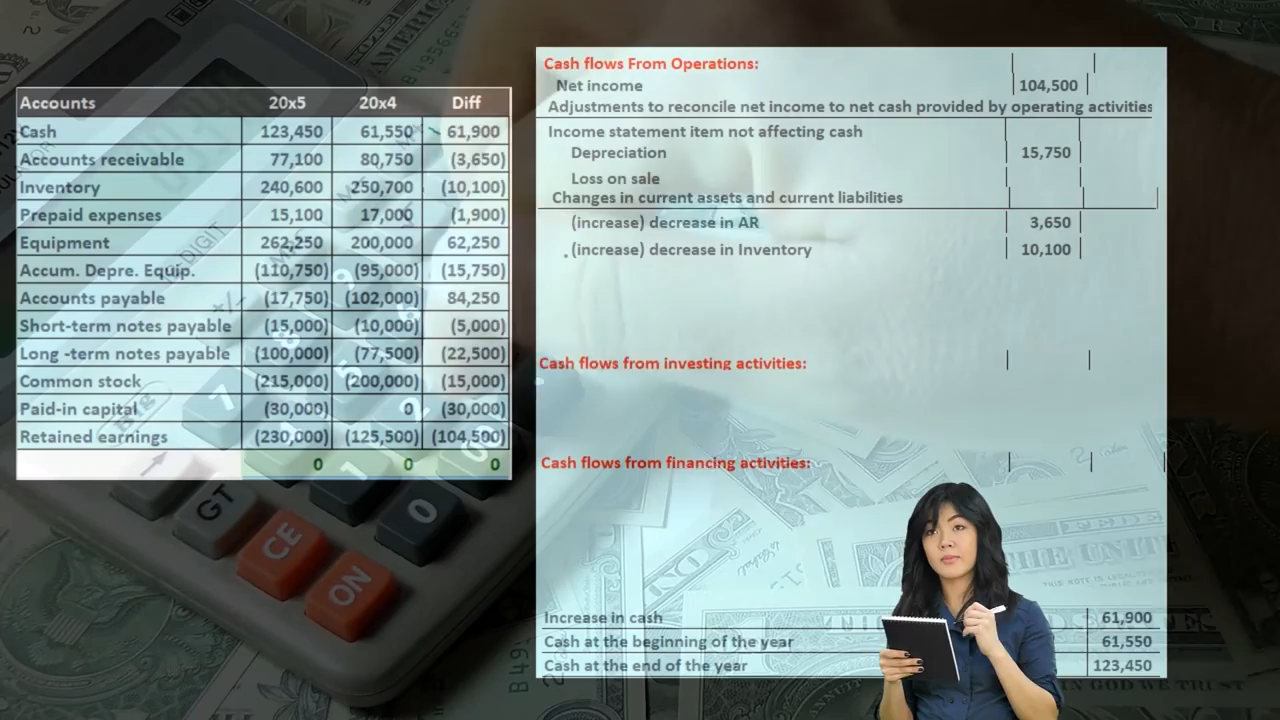 Accounts 20x5 20x4 Diff
Cash 123,450 61,550 61,900
Accounts receivable 77,100 80,750 (3,650)
Inventory 240,600 250,700 (10,100)
Prepaid expenses 15,100 17,000 (1,900)
Equipment 262,250 200,000 62,250
Accum. Depre. Equip. (110,750) (95,000) (15,750)
Accounts payable (17,750) (102,000) 84,250
Short-term notes payable (15,000) (10,000) (5,000)
Long -term notes payable (100,000) (77,500) (22,500)
Common stock (215,000) (200,000) (15,000)
Paid-in capital (30,000) 0 (30,000)
Retained earnings (230,000) (125,500) (104,500)
0 0 0
Cash flows From Operations:
Net income 104,500
Adjustments to reconcile net income to net cash provided by operating activities
Income statement item not affecting cash
Depreciation 15,750
Loss on sale
Changes in current assets and current liabilities
(increase) decrease in AR 3,650
(increase) decrease in Inventory 10,100
Cash flows from investing activities:
Cash flows from financing activities:
Increase in cash 61,900
Cash at the beginning of the year 61,550
Cash at the end of the year 123,450
GT
CE
ON
0
7